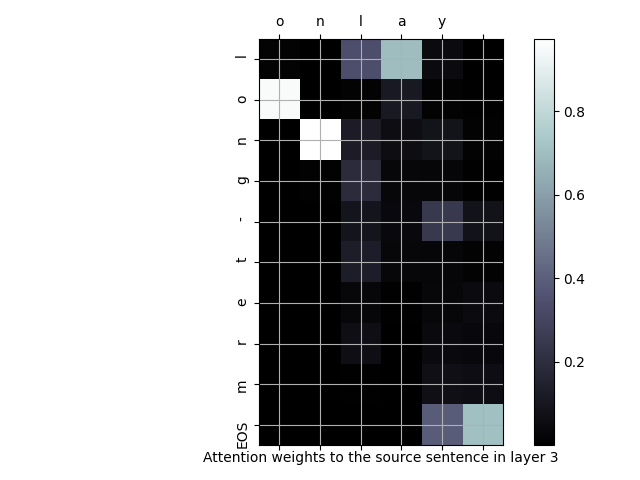 o n l a y
l
o
n
g
-
t
e
r
m
EOS
0.8
0.6
0.4
0.2
Attention weights to the source sentence in layer 3